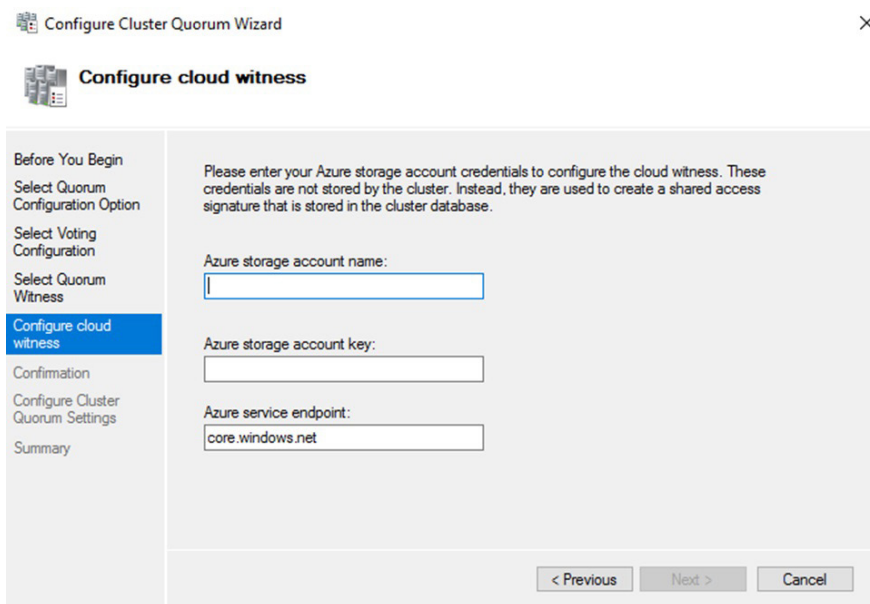 Configure Cluster Quorum Wizard
Configure cloud witness
Before You Begin
Select Quorum
Configuration Option
Select Voting
Configuration
Select Quorum
Witness
Configure cloud
witness
Confirmation
Configure Cluster
Quorum Settings
Summary
Please enter your Azure storage account credentials to configure the cloud witness. These
credentials are not stored by the cluster. Instead, they are used to create a shared access
signature that is stored in the cluster database.
Azure storage account name:
Azure storage account key:
Azure service endpoint:
core.windows.net
< Previous
Next >
Cancel